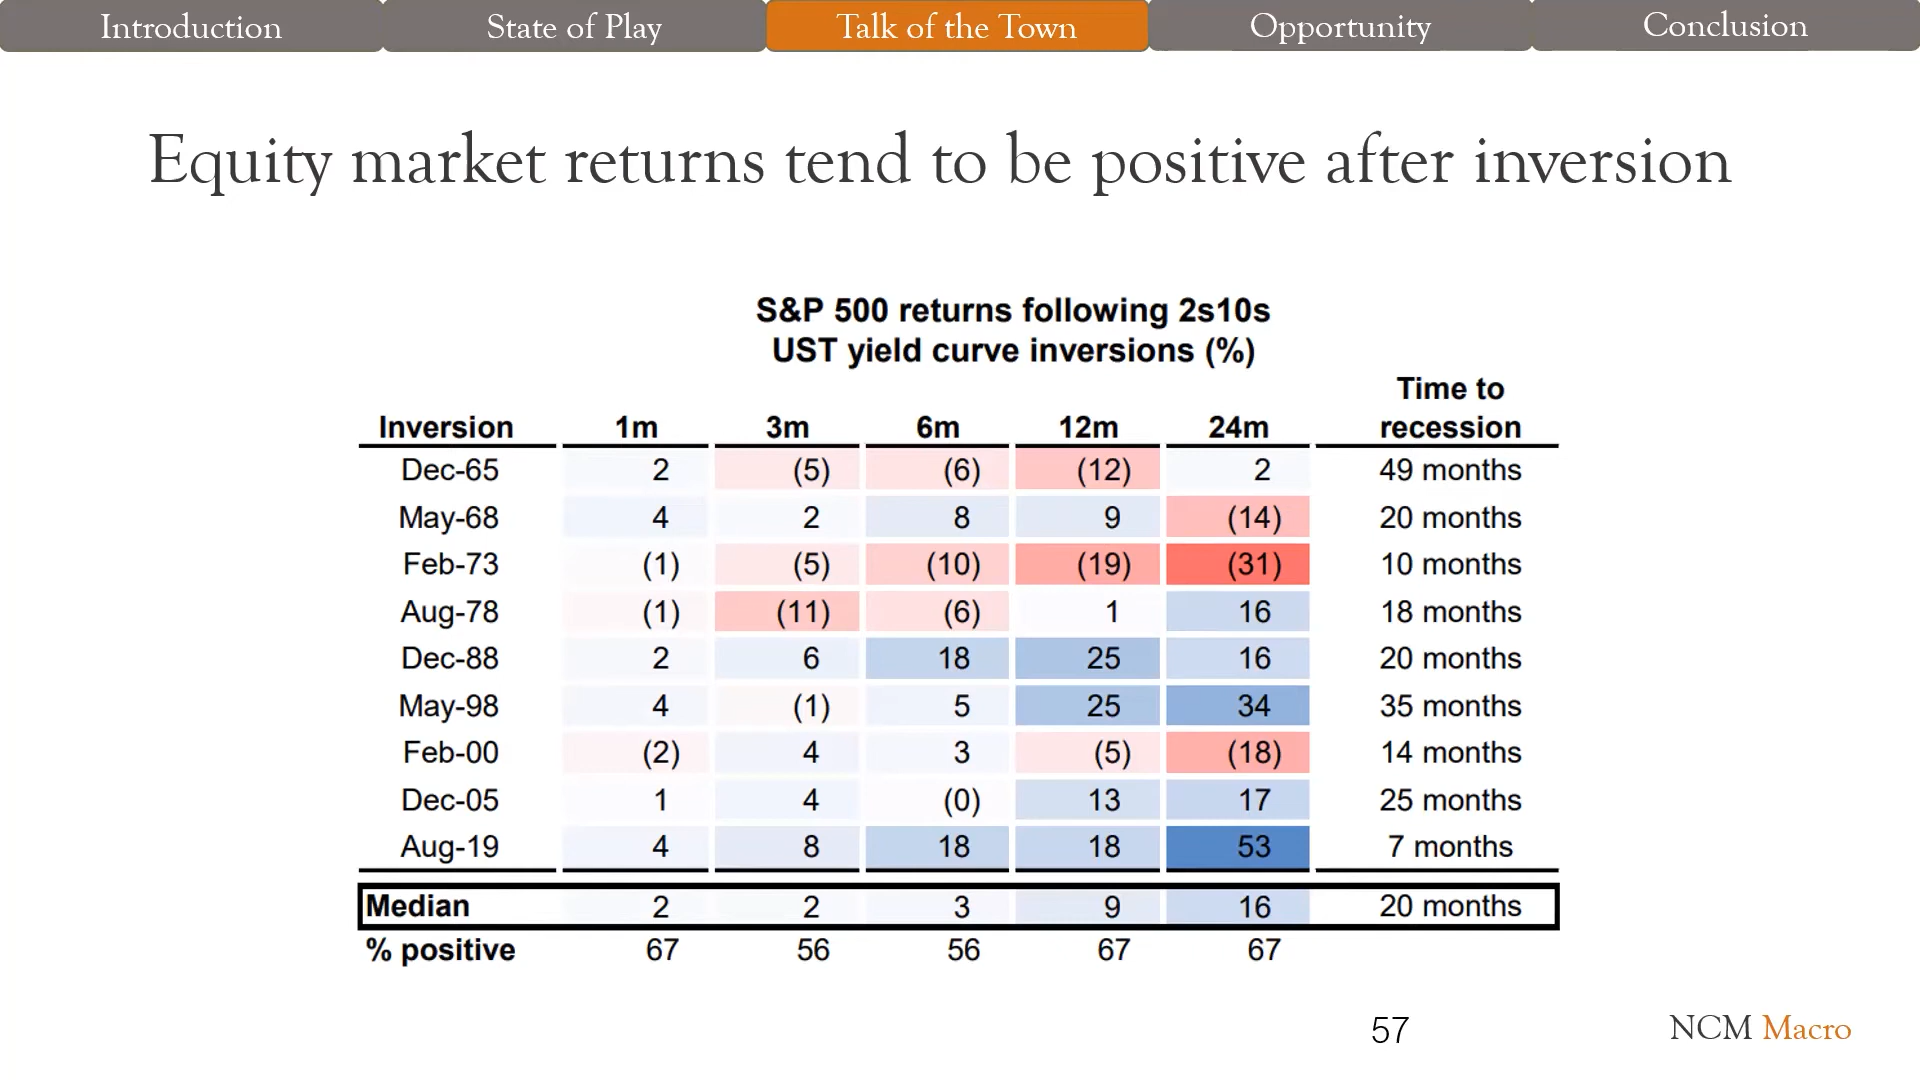 Introduction State of Play Talk of the Town Opportunity Conclusion
Equity market returns tend to be positive after inversion
S&P 500 returns following 2s10s
UST yield curve inversions (%)
Time to
Inversion 1m 3m 6m 12m 24m recession
Dec-65 2 (5) (6) (12) 2 49 months
May-68 4 2 8 9 (14) 20 months
Feb-73 (1) (5) (10) (19) (31) 10 months
Aug-78 (1) (11) (6) 1 16 18 months
Dec-88 2 6 18 25 16 20 months
May-98 4 (1) 5 25 34 35 months
Feb-00 (2) 4 3 (5) (18) 14 months
Dec-05 1 4 (0) 13 17 25 months
Aug-19 4 8 18 18 53 7 months
Median 2 2 3 9 16 20 months
% positive 67 56 56 67 67
57 NCM Macro